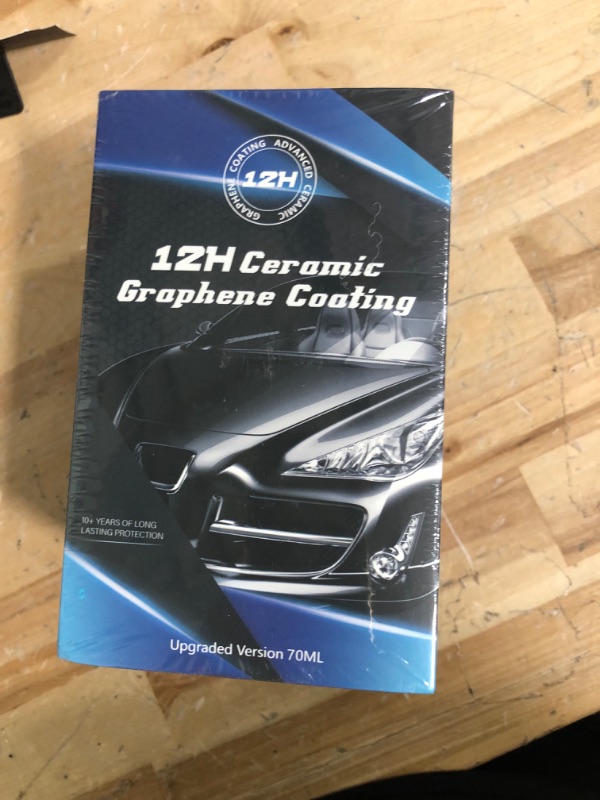 GRAPHENE COATING ADVANCED CERAMIC
12H
12H Ceramic
Graphene Coating
10+ YEARS OF LONG
LASTING PROTECTION
Upgraded Version 70ML